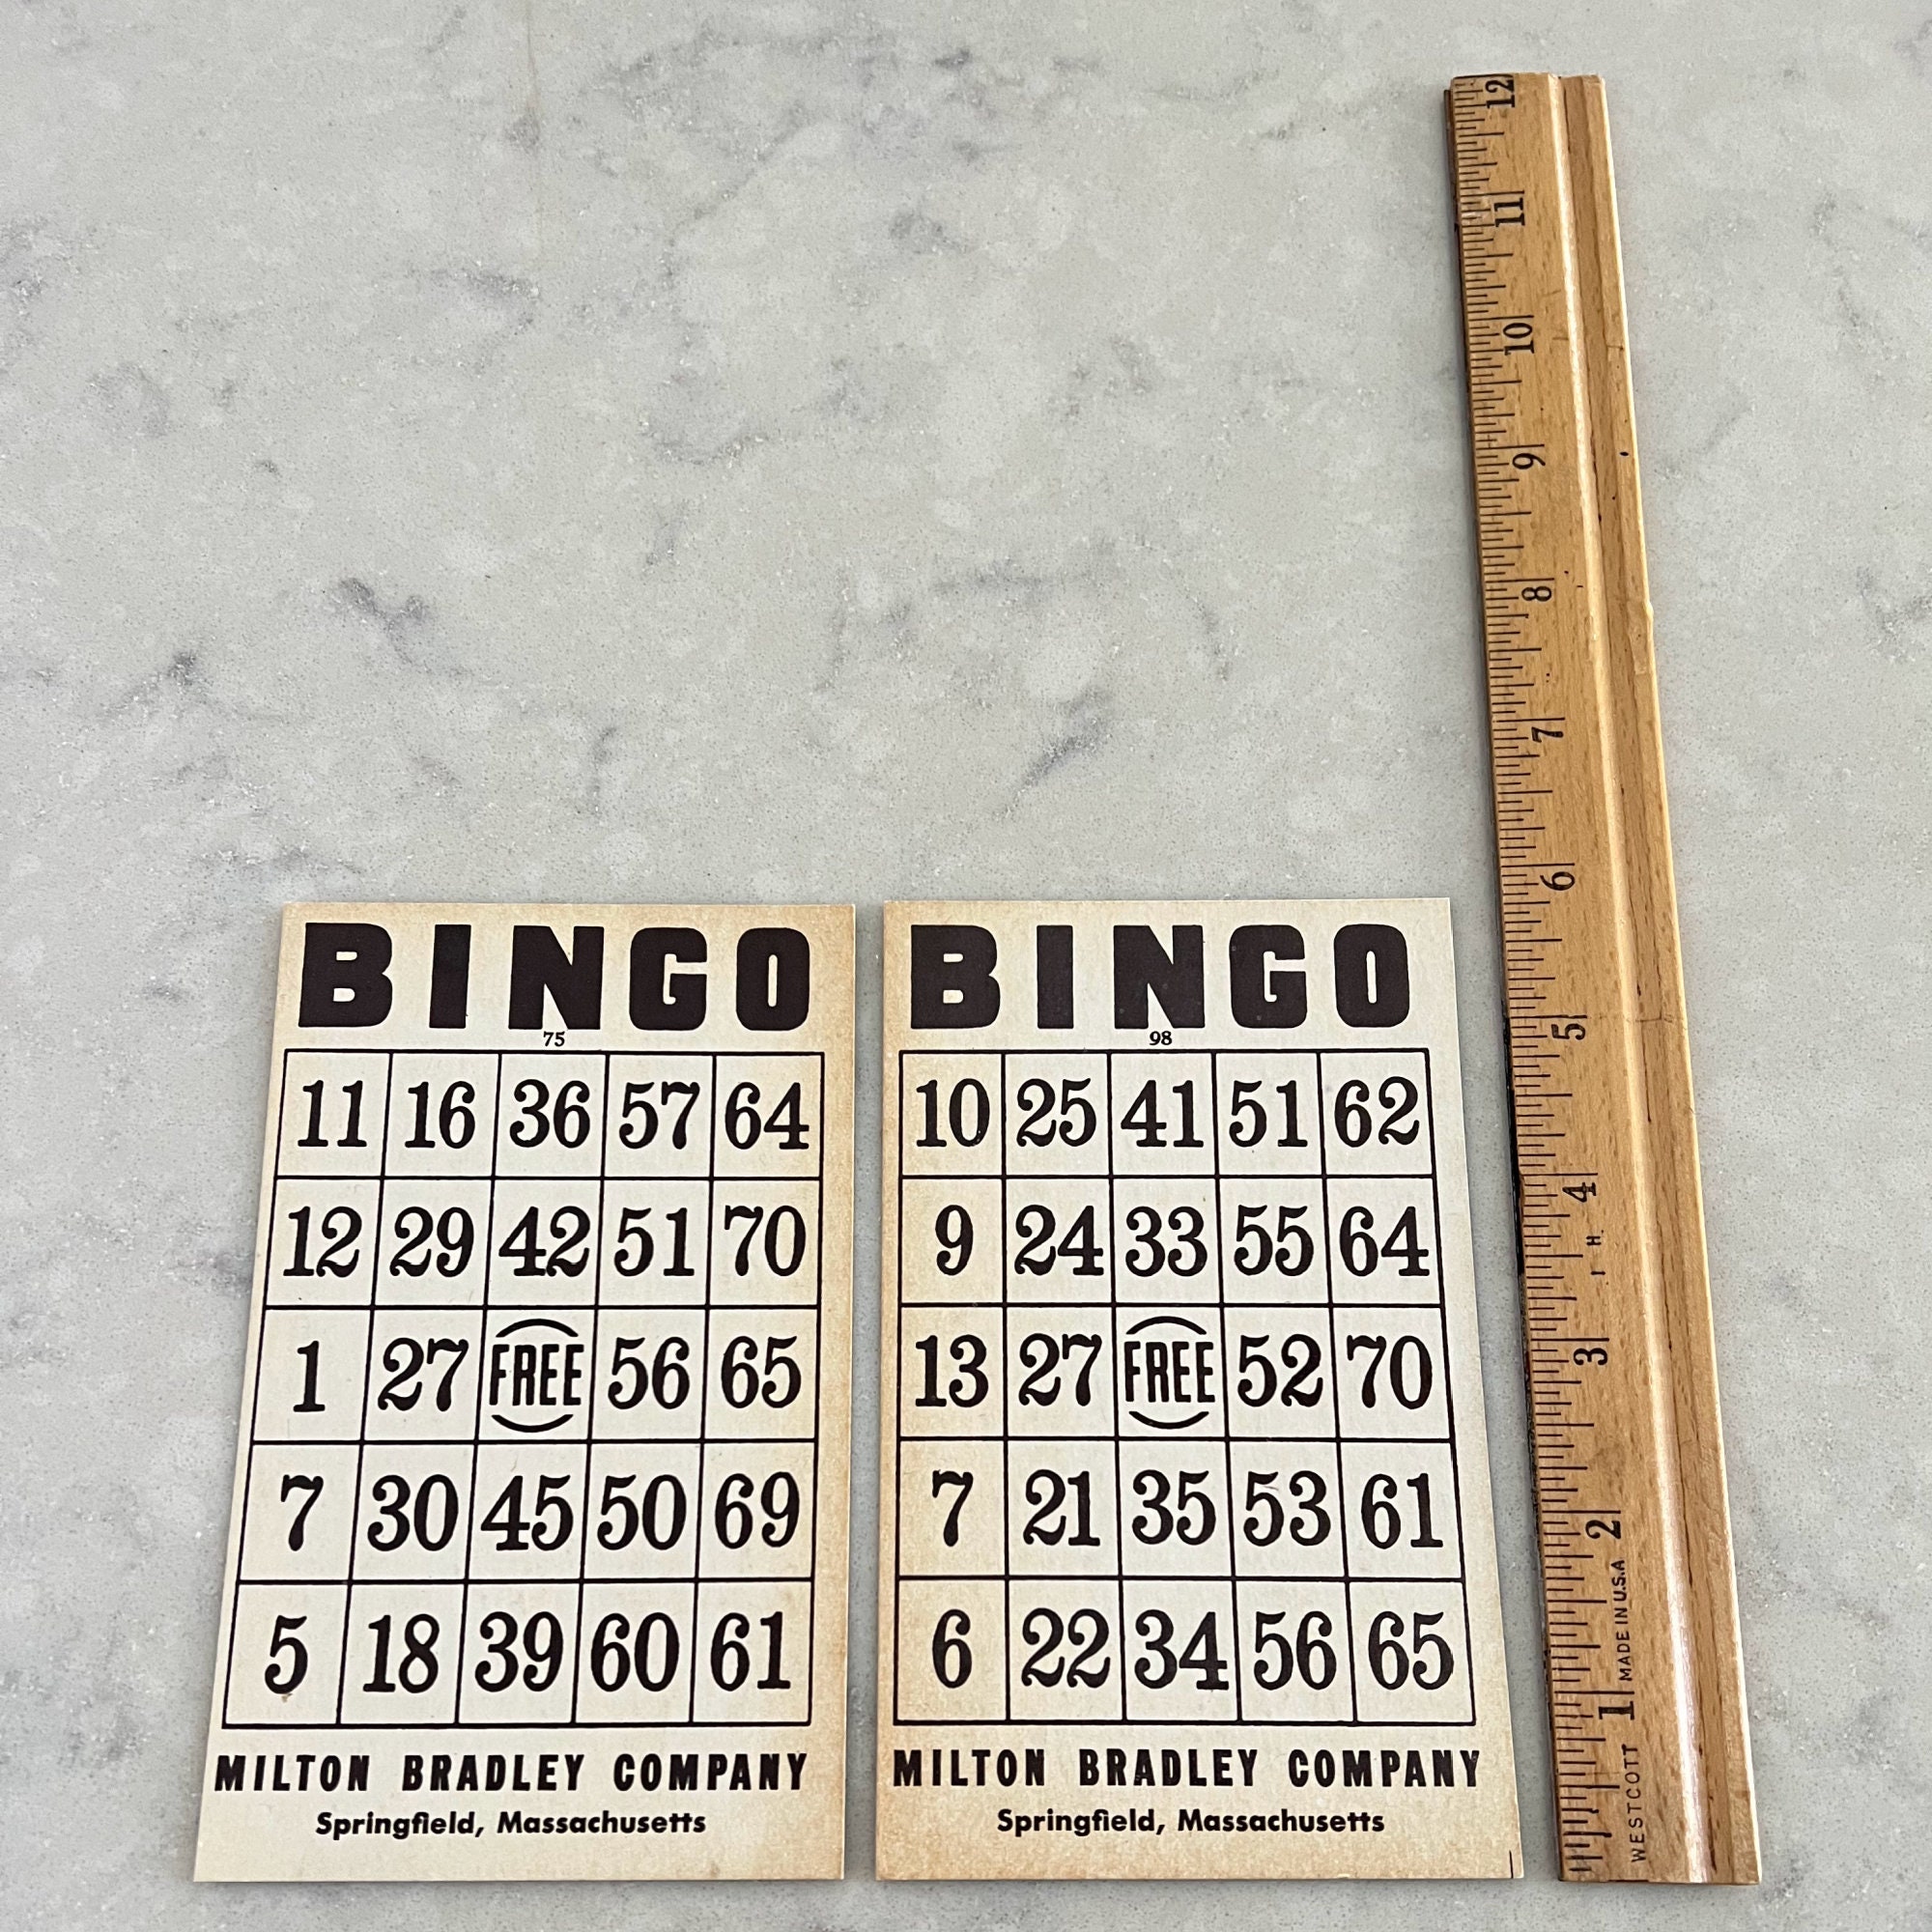 BINGO
75
11 16 36 57 64
12 29 42 51 70
1 27 FREE 56 65
7 30 45 50 69
5 18 39 60 61
MILTON BRADLEY COMPANY
Springfield, Massachusetts
BINGO
98
10 25 41 51 62
9 24 33 55 64
13 27 FREE 52 70
7 21 35 53 61
6 22 34 56 65
MILTON BRADLEY COMPANY
Springfield, Massachusetts
WESTCOTT
MADE IN U.S.A
1 2 3 4 5 6 7 8 9 10 11 12